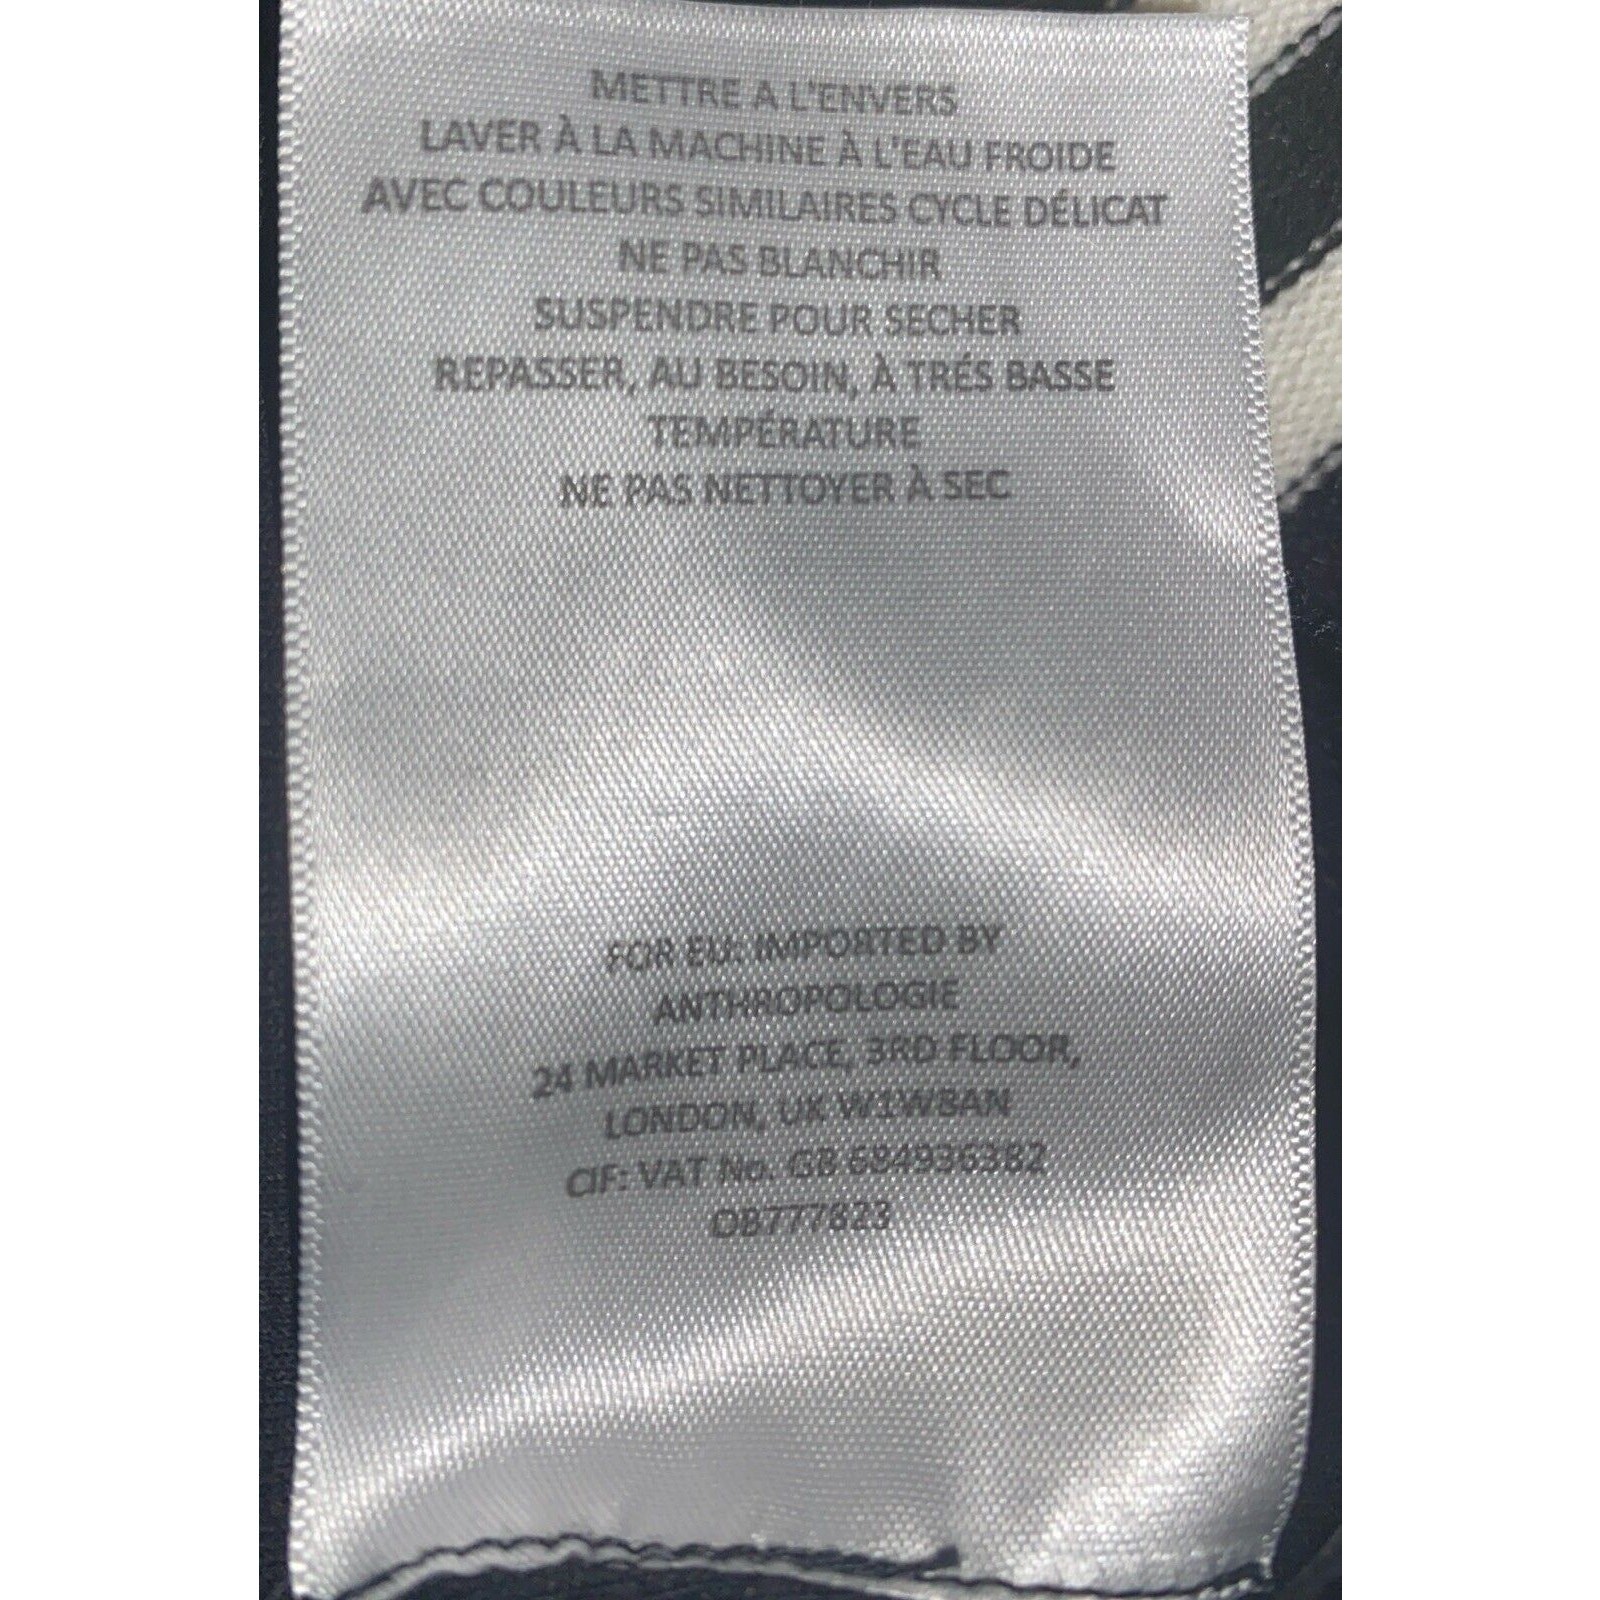 METTRE A L'ENVERS
LAVER À LA MACHINE À L'EAU FROIDE
AVEC COULEURS SIMILAIRES CYCLE DÉLICAT
NE PAS BLANCHIR
SUSPENDRE POUR SECHER
REPASSER, AU BESOIN, À TRÉS BASSE
TEMPÉRATURE
NE PAS NETTOYER À SEC
FOR EU: IMPORTED BY
ANTHROPOLOGIE
24 MARKET PLACE, 3RD FLOOR,
LONDON, UK W1W8AN
CIF: VAT No. GB 684936382
OB777823